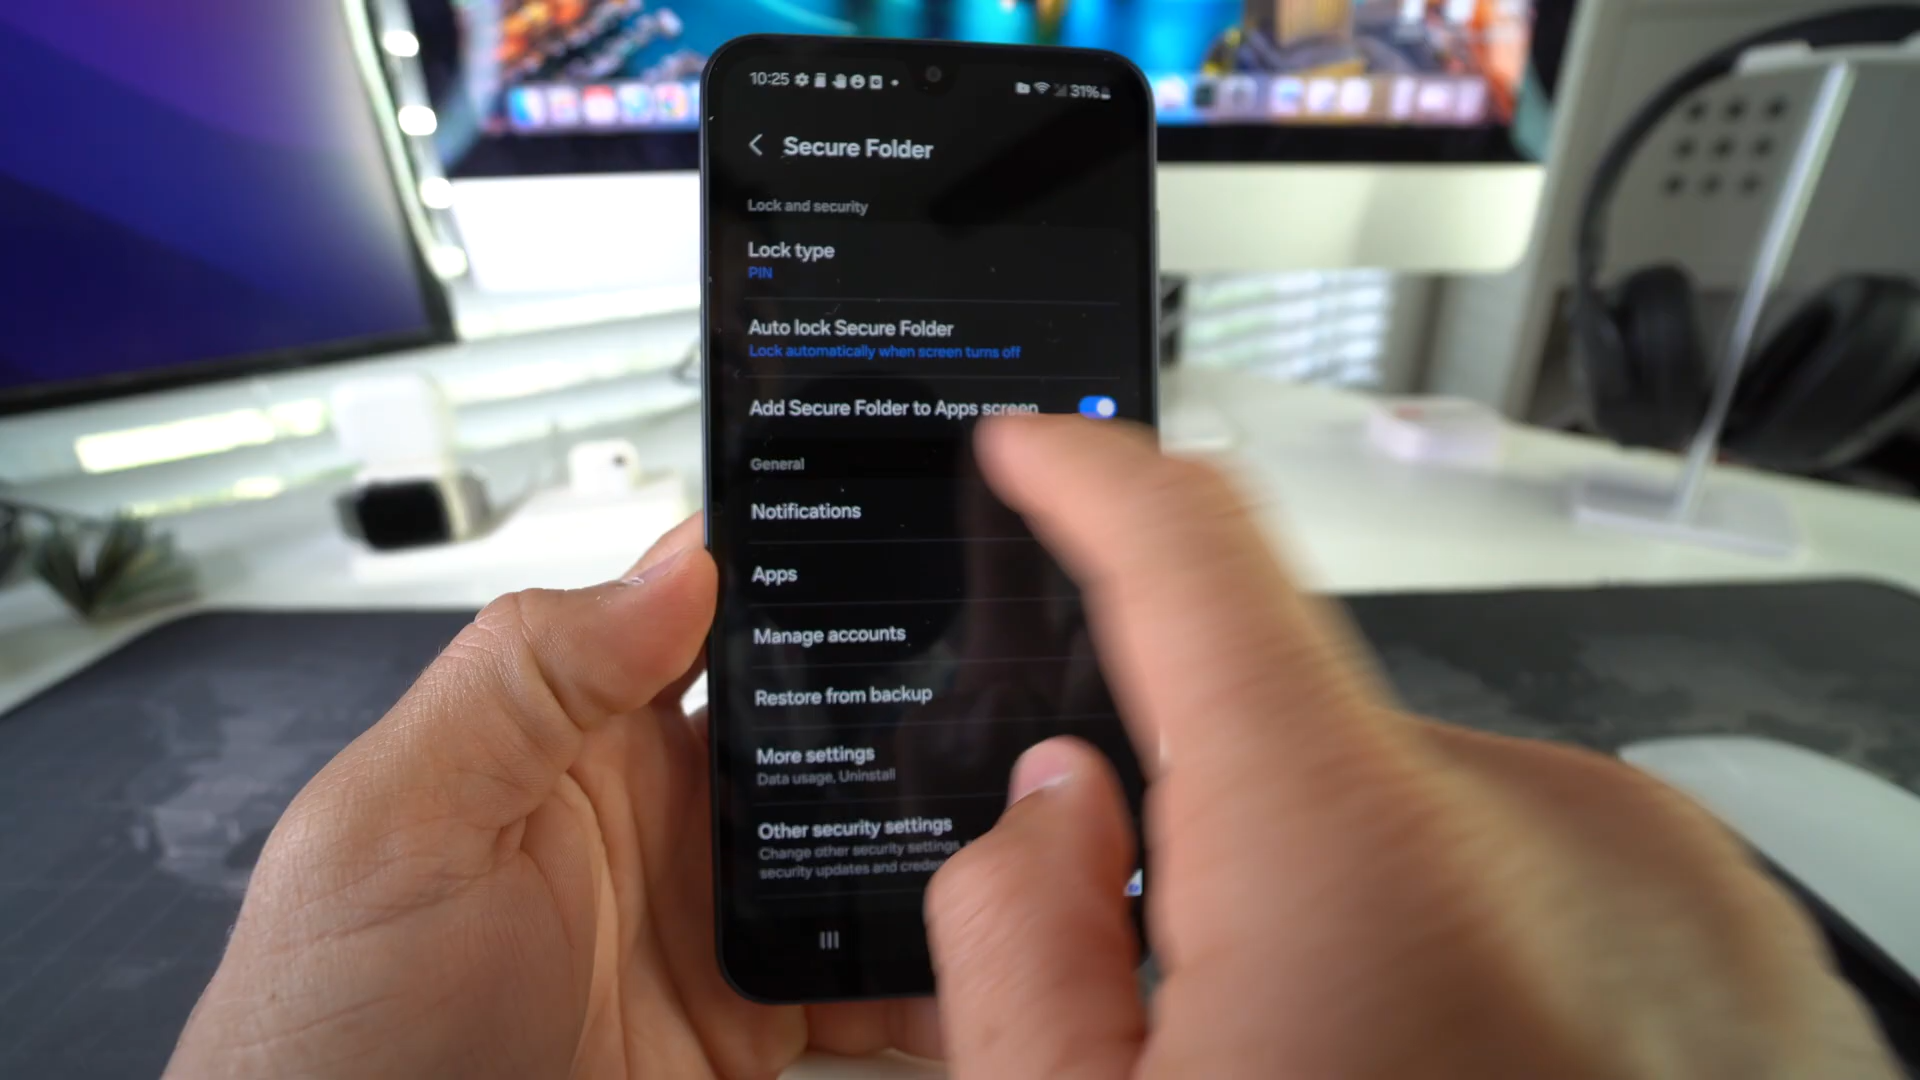 10:25
31%
Secure Folder
Lock and security
Lock type
PIN
Auto lock Secure Folder
Lock automatically when screen turns off
Add Secure Folder to Apps screen
General
Notifications
Apps
Manage accounts
Restore from backup
More settings
Data usage, Uninstall
Other security settings
Change other security settings,
security updates and